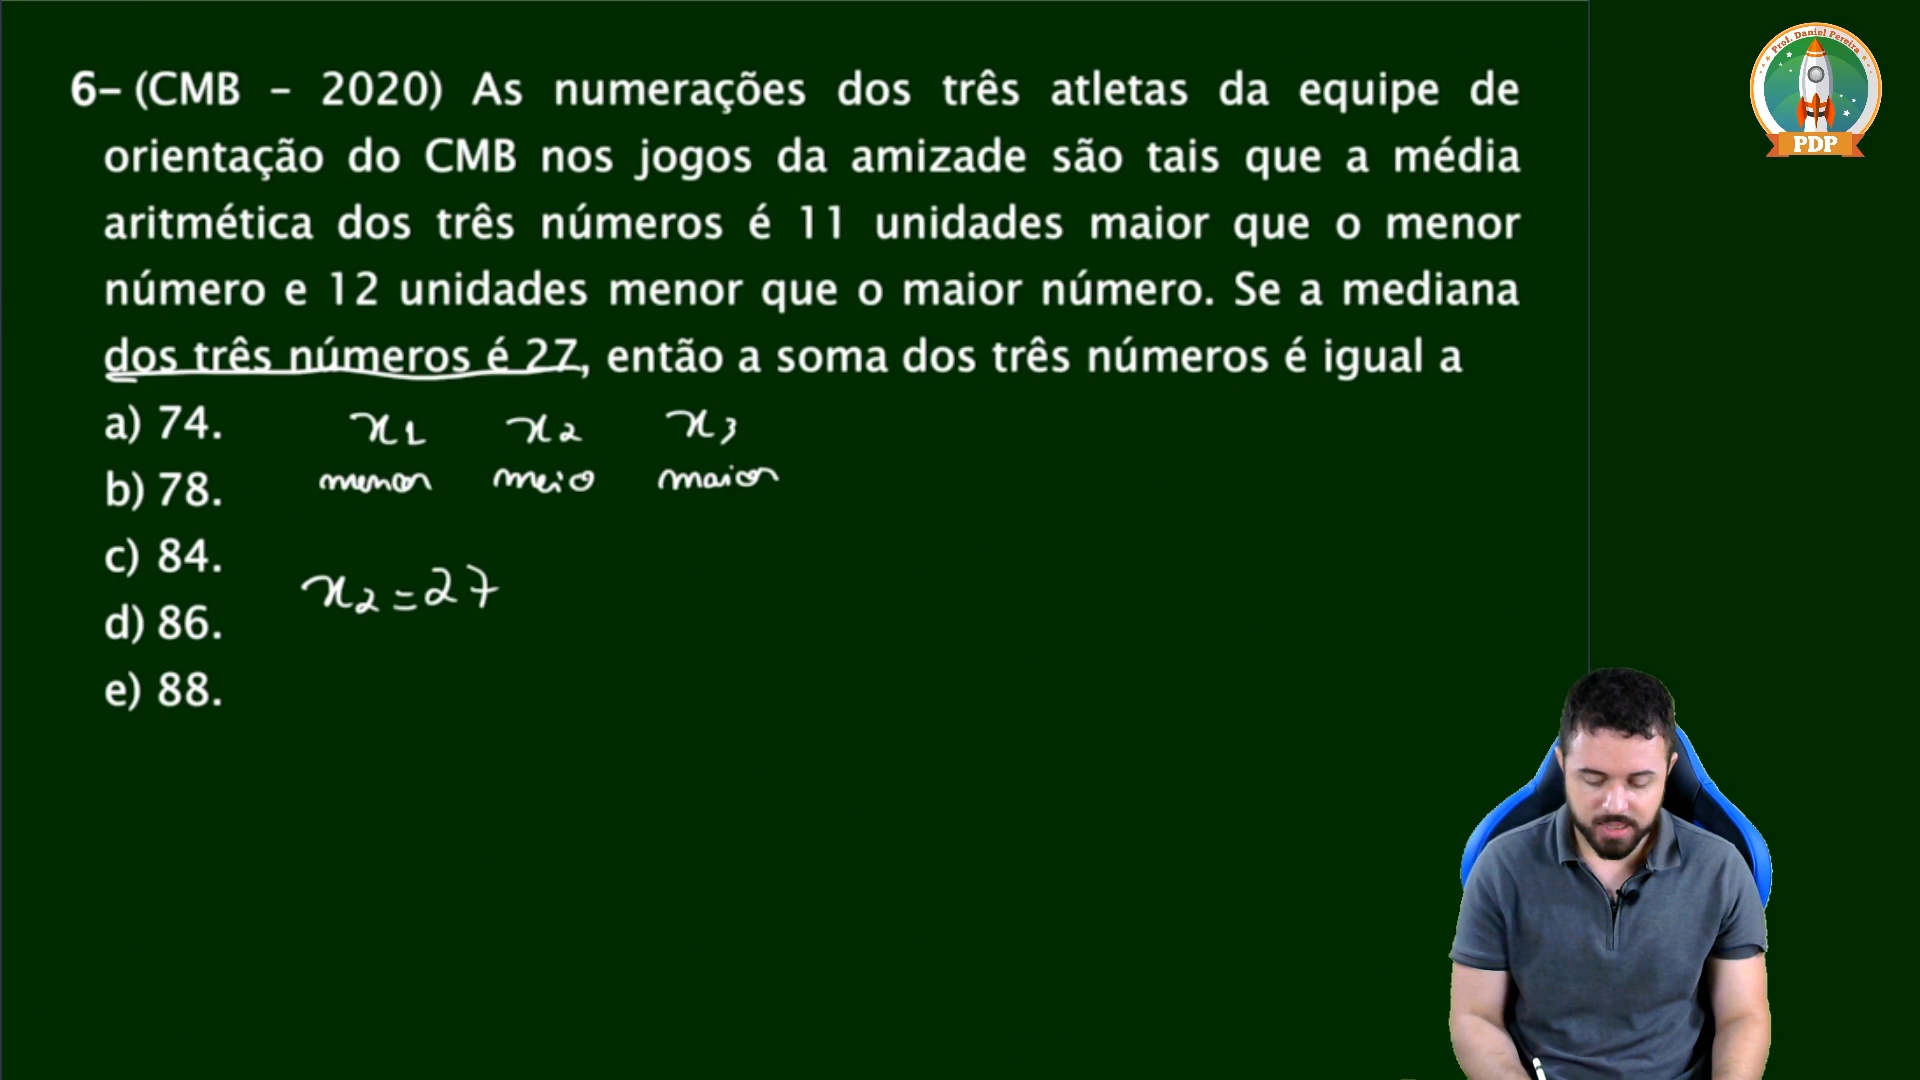 6- (CMB – 2020) As numerações dos três atletas da equipe de
orientação do CMB nos jogos da amizade são tais que a média
aritmética dos três números é 11 unidades maior que o menor
número e 12 unidades menor que o maior número. Se a mediana
dos três números é 27, então a soma dos três números é igual a
a) 74.
b) 78.
c) 84.
d) 86.
e) 88.
x1 x2 x3
menor meio maior
x2 = 27
Prof. Daniel Pereira
PDP